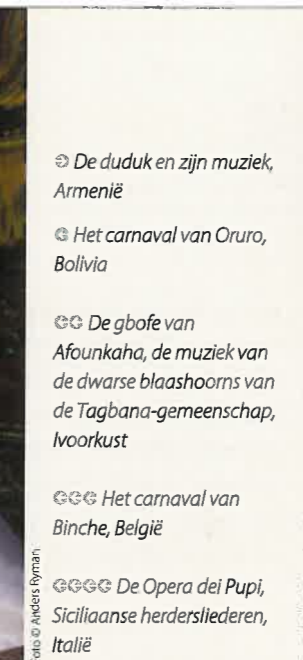 De duduk en zijn muziek,
Armenië
Het carnaval van Oruro,
Bolivia
De gbofe van
Afounkaha, de muziek van
de dwarse blaashoorns van
de Tagbana-gemeenschap,
Ivoorkust
Het carnaval van
Binche, België
De Opera dei Pupi,
Siciliaanse herdersliederen,
Italië
foto © Anders Ryman